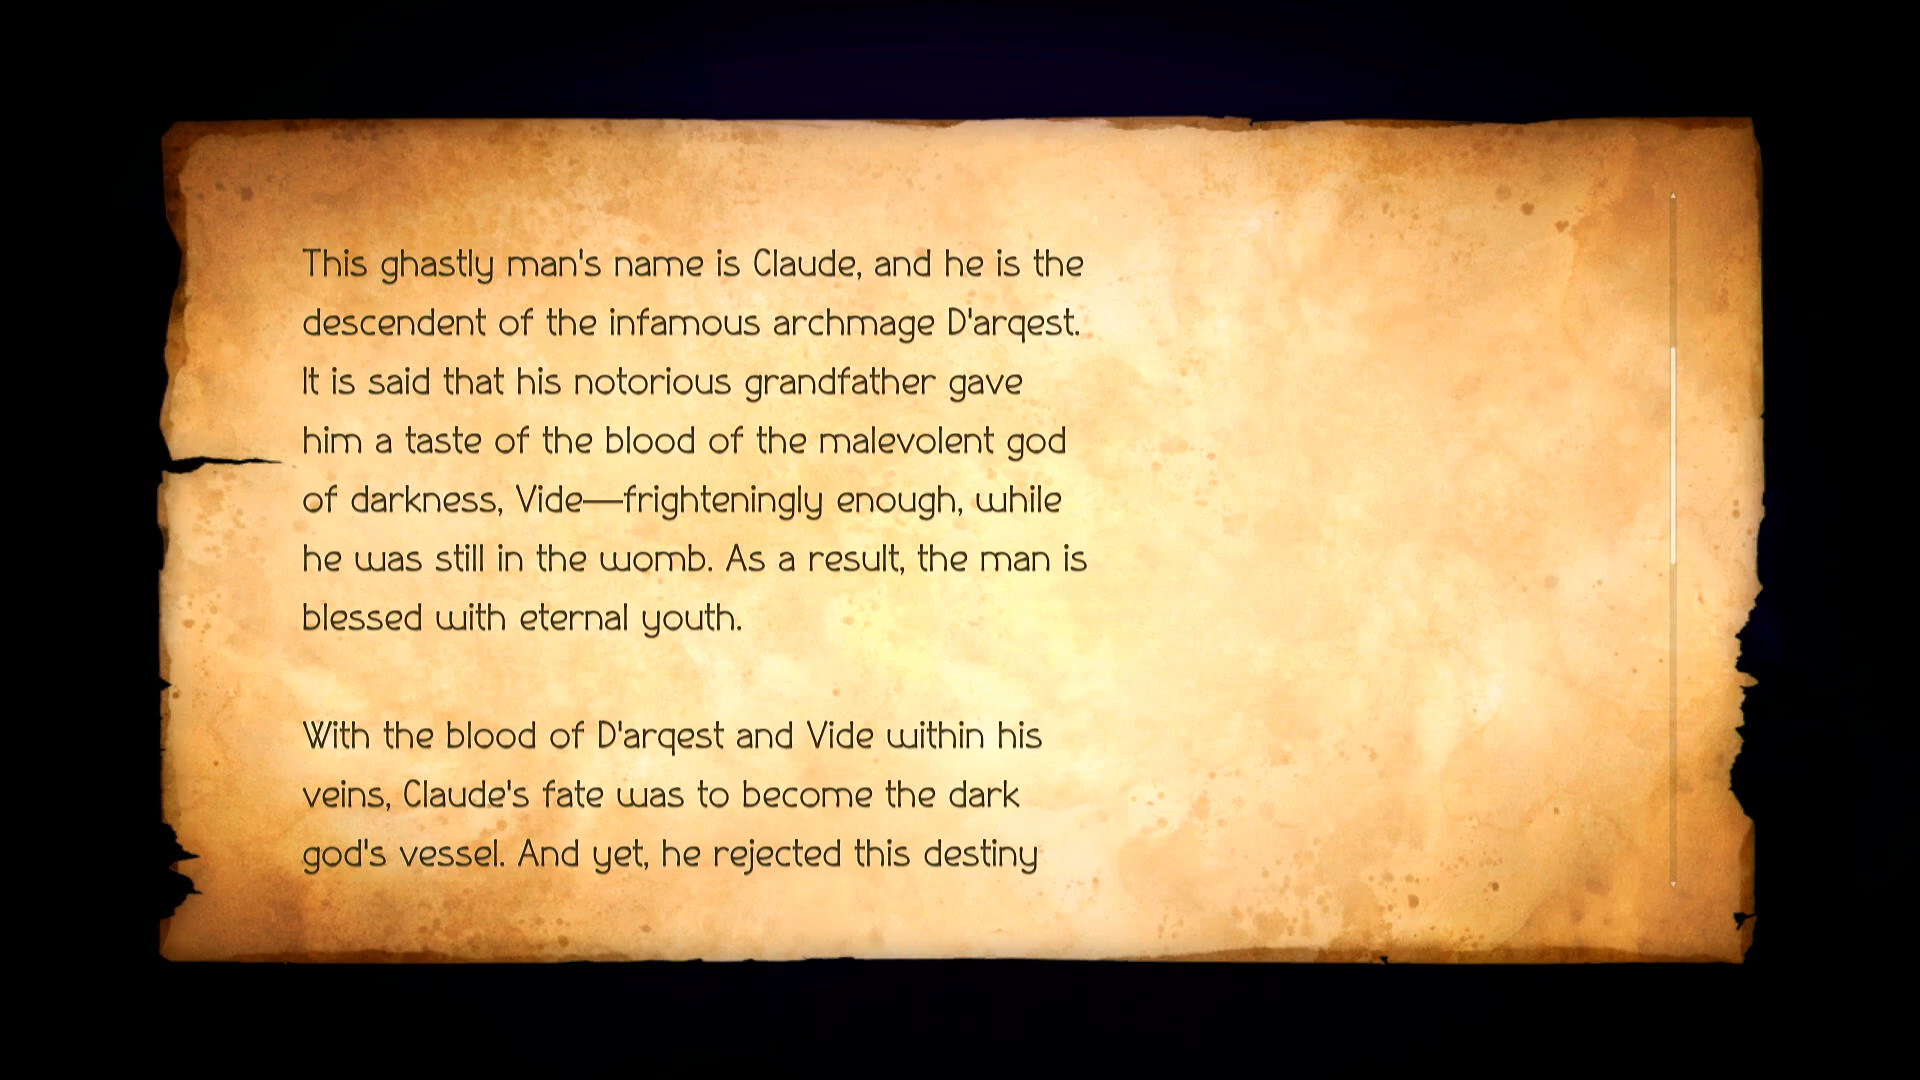 This ghastly man's name is Claude, and he is the
descendent of the infamous archmage D'arqest.
It is said that his notorious grandfather gave
him a taste of the blood of the malevolent god
of darkness, Vide—frighteningly enough, while
he was still in the womb. As a result, the man is
blessed with eternal youth.
With the blood of D'arqest and Vide within his
veins, Claude's fate was to become the dark
god's vessel. And yet, he rejected this destiny